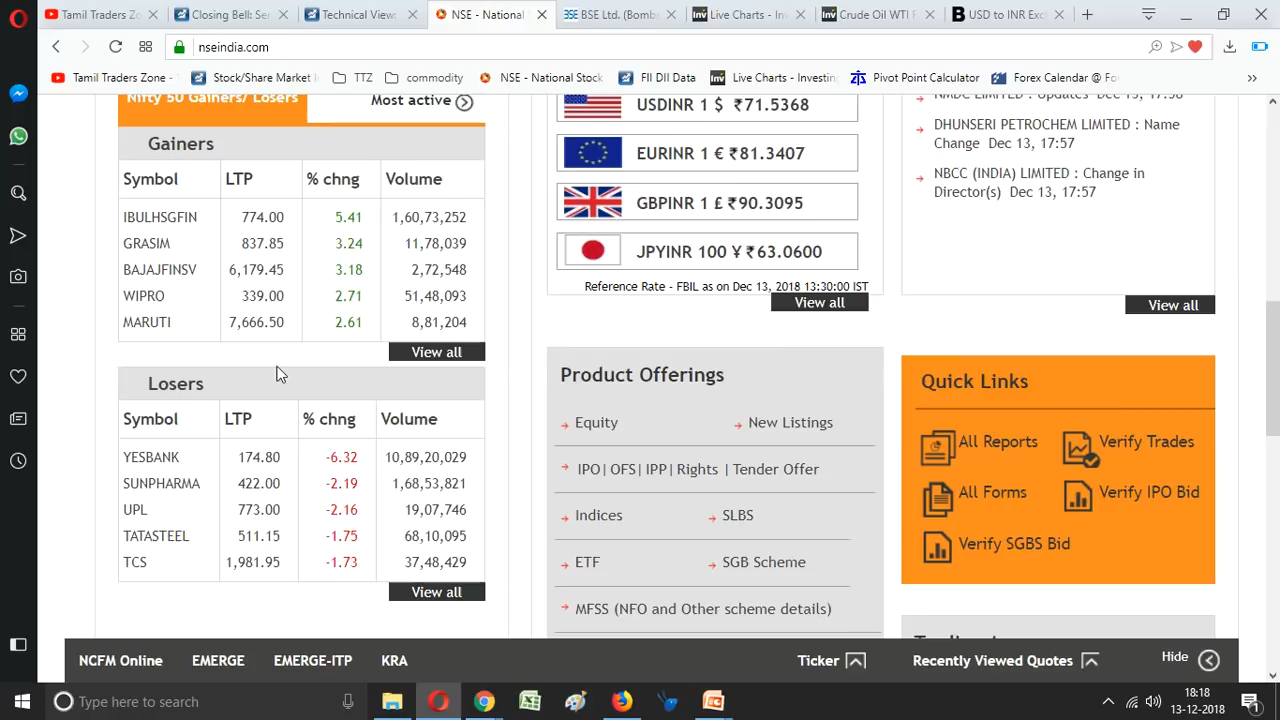 Tamil Traders Zone
Closing Bell: Sen
Technical View:
NSE - National
BSE Ltd. (Bomb
Live Charts - Inv
Crude Oil WTI F
USD to INR Exc
nseindia.com
Tamil Traders Zone -
Stock/Share Market I
TTZ
commodity
NSE - National Stock
FII DII Data
Live Charts - Investing
Pivot Point Calculator
Forex Calendar @ Fo
Nifty 50 Gainers/ Losers
Most active
Gainers
Symbol LTP % chng Volume
IBULHSGFIN 774.00 5.41 1,60,73,252
GRASIM 837.85 3.24 11,78,039
BAJAJFINSV 6,179.45 3.18 2,72,548
WIPRO 339.00 2.71 51,48,093
MARUTI 7,666.50 2.61 8,81,204
View all
Losers
Symbol LTP % chng Volume
YESBANK 174.80 -6.32 10,89,20,029
SUNPHARMA 422.00 -2.19 1,68,53,821
UPL 773.00 -2.16 19,07,746
TATASTEEL 511.15 -1.75 68,10,095
TCS 1,981.95 -1.73 37,48,429
View all
USDINR 1 $ ₹71.5368
EURINR 1 € ₹81.3407
GBPINR 1 £ ₹90.3095
JPYINR 100 ¥ ₹63.0600
Reference Rate - FBIL as on Dec 13, 2018 13:30:00 IST
View all
NMDC LIMITED : Updates Dec 13, 17:58
DHUNSERI PETROCHEM LIMITED : Name
Change Dec 13, 17:57
NBCC (INDIA) LIMITED : Change in
Director(s) Dec 13, 17:57
View all
Product Offerings
Equity New Listings
IPO| OFS| IPP| Rights | Tender Offer
Indices SLBS
ETF SGB Scheme
MFSS (NFO and Other scheme details)
Quick Links
All Reports Verify Trades
All Forms Verify IPO Bid
Verify SGBS Bid
NCFM Online EMERGE EMERGE-ITP KRA
Ticker
Recently Viewed Quotes
Hide
Type here to search
18:18
13-12-2018